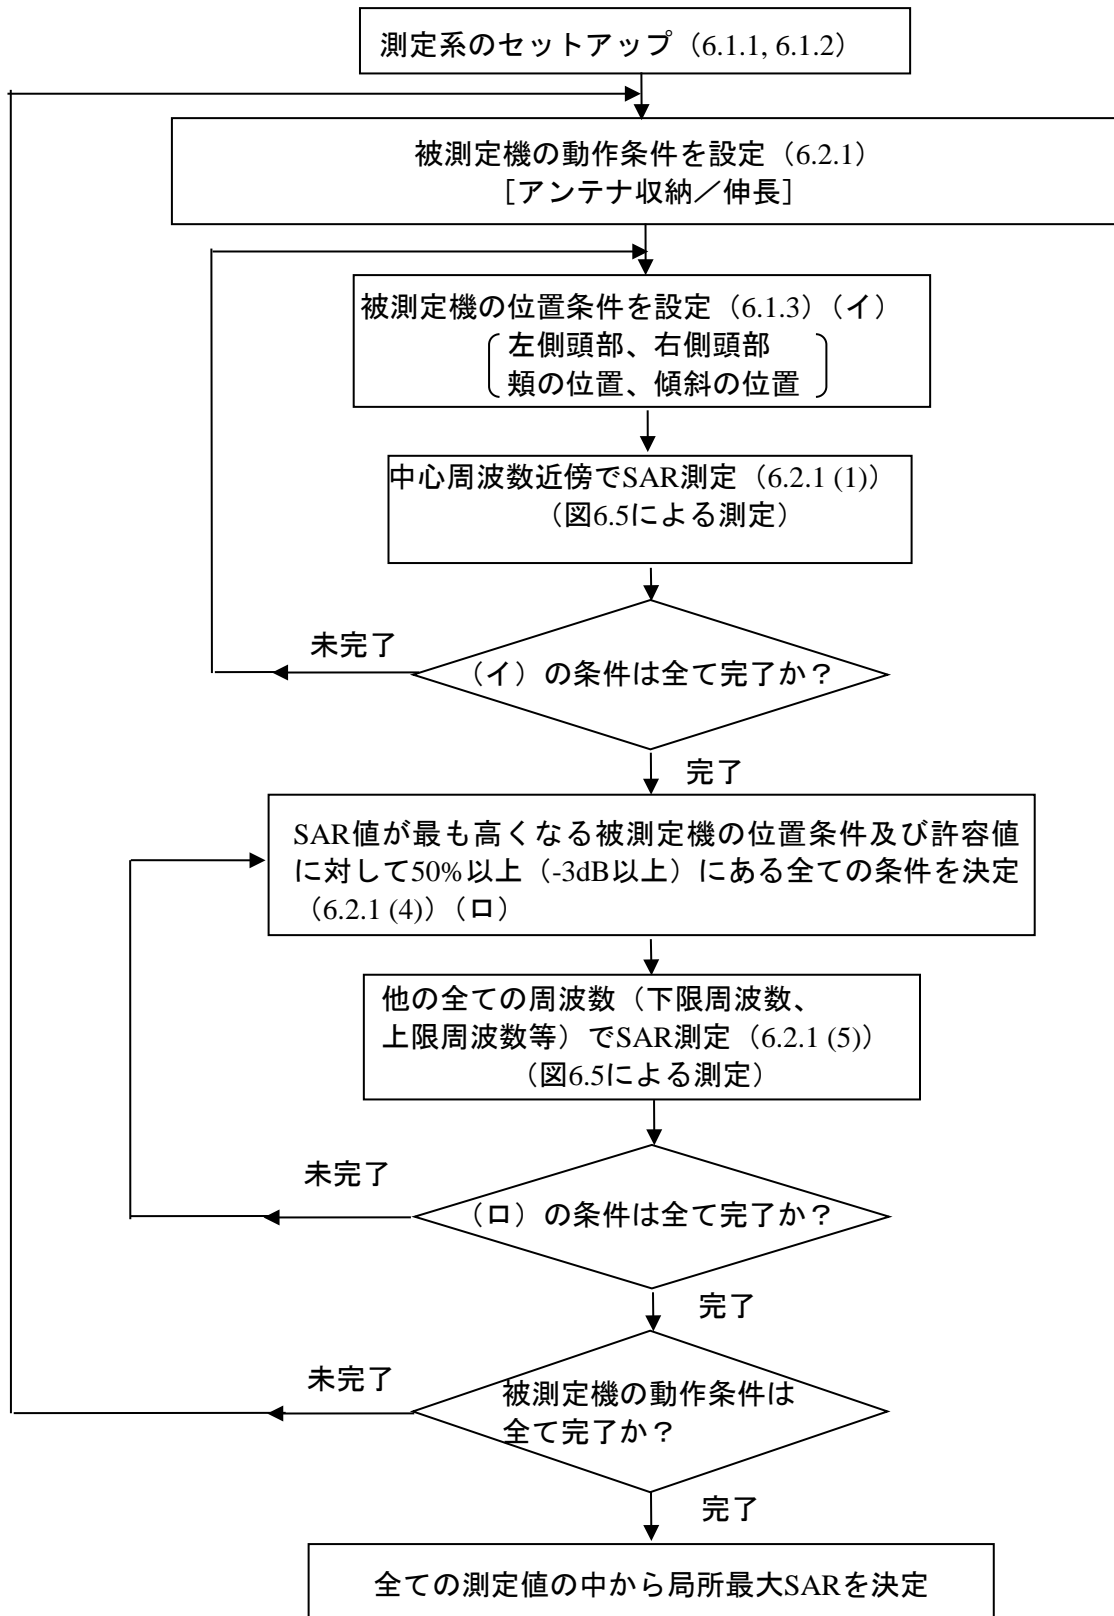 測定系のセットアップ（6.1.1, 6.1.2）
被測定機の動作条件を設定（6.2.1）
［アンテナ収納／伸長］
被測定機の位置条件を設定（6.1.3）（イ）
左側頭部、右側頭部
頬の位置、傾斜の位置
中心周波数近傍でSAR測定（6.2.1 (1)）
（図6.5による測定）
未完了
（イ）の条件は全て完了か？
完了
SAR値が最も高くなる被測定機の位置条件及び許容値
に対して50%以上（-3dB以上）にある全ての条件を決定
（6.2.1 (4)）（ロ）
他の全ての周波数（下限周波数、
上限周波数等）でSAR測定（6.2.1 (5)）
（図6.5による測定）
未完了
（ロ）の条件は全て完了か？
完了
未完了
被測定機の動作条件は
全て完了か？
完了
全ての測定値の中から局所最大SARを決定